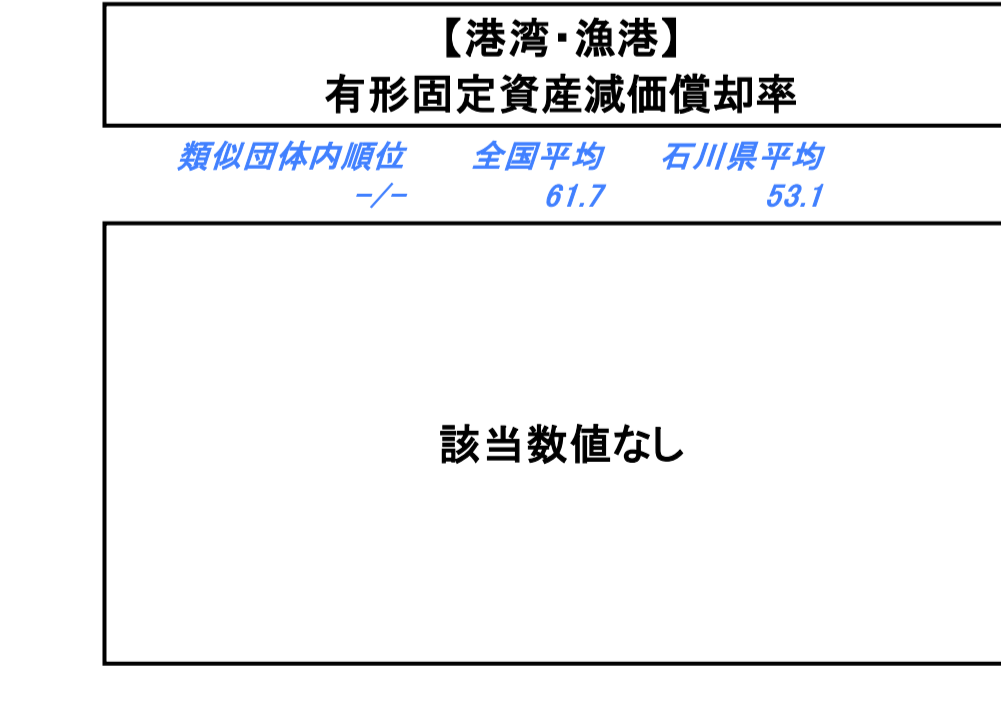 【港湾・漁港】
有形固定資産減価償却率
類似団体内順位 全国平均 石川県平均
-/- 61.7 53.1
該当数値なし